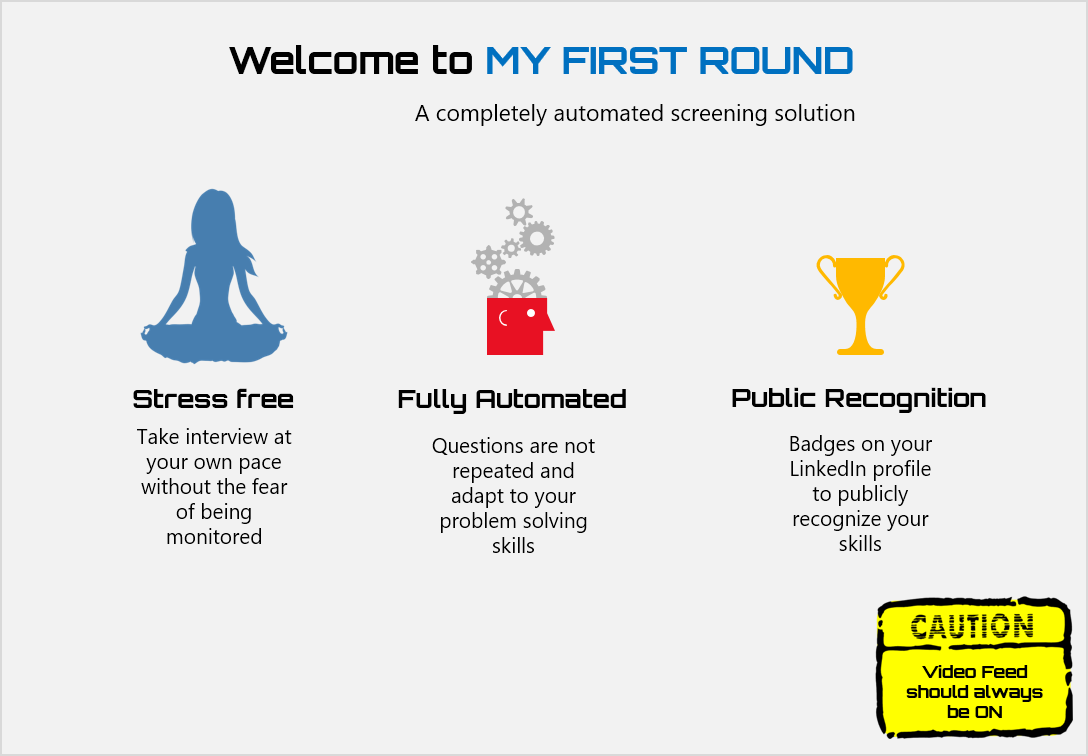 Welcome to MY FIRST ROUND
A completely automated screening solution
Stress free
Take interview at
your own pace
without the fear
of being
monitored
Fully Automated
Questions are not
repeated and
adapt to your
problem solving
skills
Public Recognition
Badges on your
LinkedIn profile
to publicly
recognize your
skills
CAUTION
Video Feed
should always
be ON